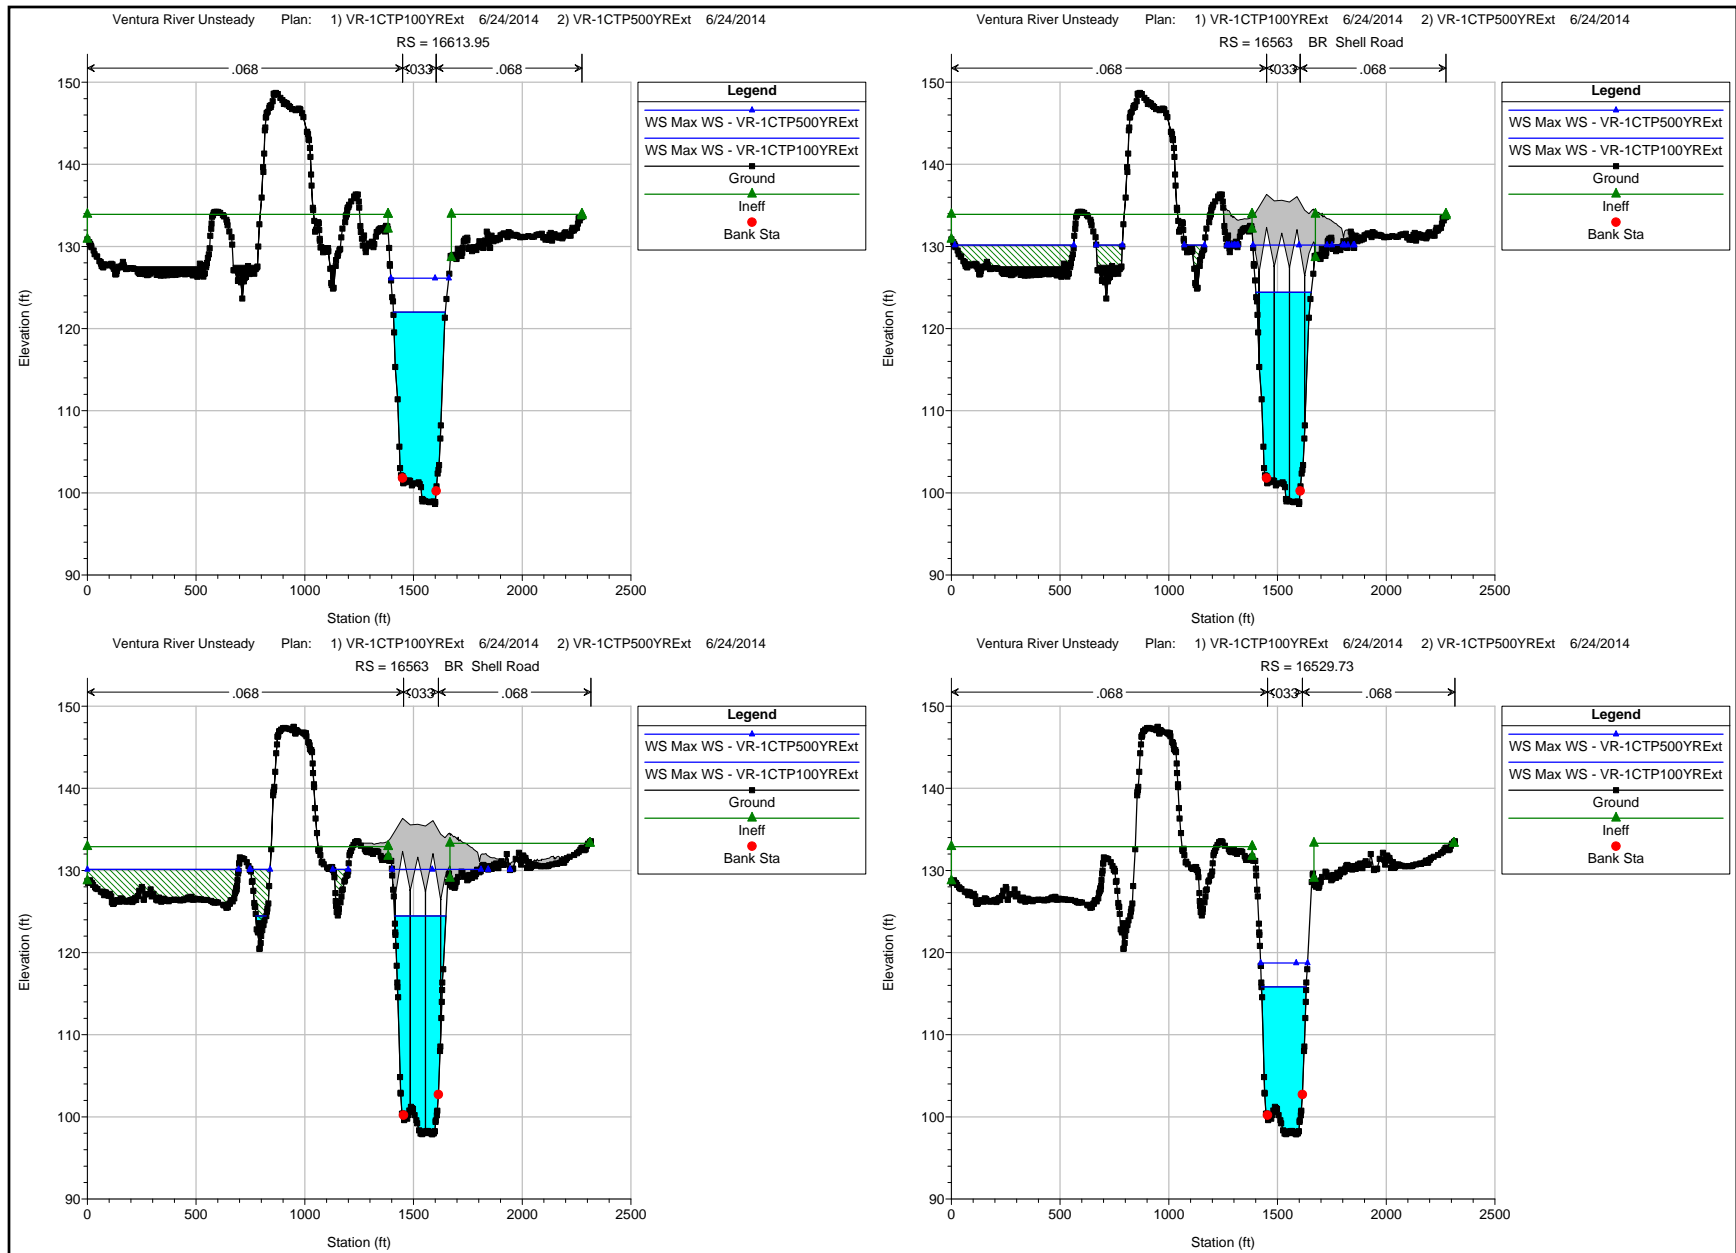 Ventura River Unsteady Plan: 1) VR-1CTP100YRExt 6/24/2014 2) VR-1CTP500YRExt 6/24/2014
RS = 16613.95
.068 .033 .068
150
140
130
120
110
100
90
0 500 1000 1500 2000 2500
Elevation (ft)
Station (ft)
Legend
WS Max WS - VR-1CTP500YRExt
WS Max WS - VR-1CTP100YRExt
Ground
Ineff
Bank Sta
Ventura River Unsteady Plan: 1) VR-1CTP100YRExt 6/24/2014 2) VR-1CTP500YRExt 6/24/2014
RS = 16563 BR Shell Road
.068 .033 .068
150
140
130
120
110
100
90
0 500 1000 1500 2000 2500
Elevation (ft)
Station (ft)
Legend
WS Max WS - VR-1CTP500YRExt
WS Max WS - VR-1CTP100YRExt
Ground
Ineff
Bank Sta
Ventura River Unsteady Plan: 1) VR-1CTP100YRExt 6/24/2014 2) VR-1CTP500YRExt 6/24/2014
RS = 16563 BR Shell Road
.068 .033 .068
150
140
130
120
110
100
90
0 500 1000 1500 2000 2500
Elevation (ft)
Station (ft)
Legend
WS Max WS - VR-1CTP500YRExt
WS Max WS - VR-1CTP100YRExt
Ground
Ineff
Bank Sta
Ventura River Unsteady Plan: 1) VR-1CTP100YRExt 6/24/2014 2) VR-1CTP500YRExt 6/24/2014
RS = 16529.73
.068 .033 .068
150
140
130
120
110
100
90
0 500 1000 1500 2000 2500
Elevation (ft)
Station (ft)
Legend
WS Max WS - VR-1CTP500YRExt
WS Max WS - VR-1CTP100YRExt
Ground
Ineff
Bank Sta